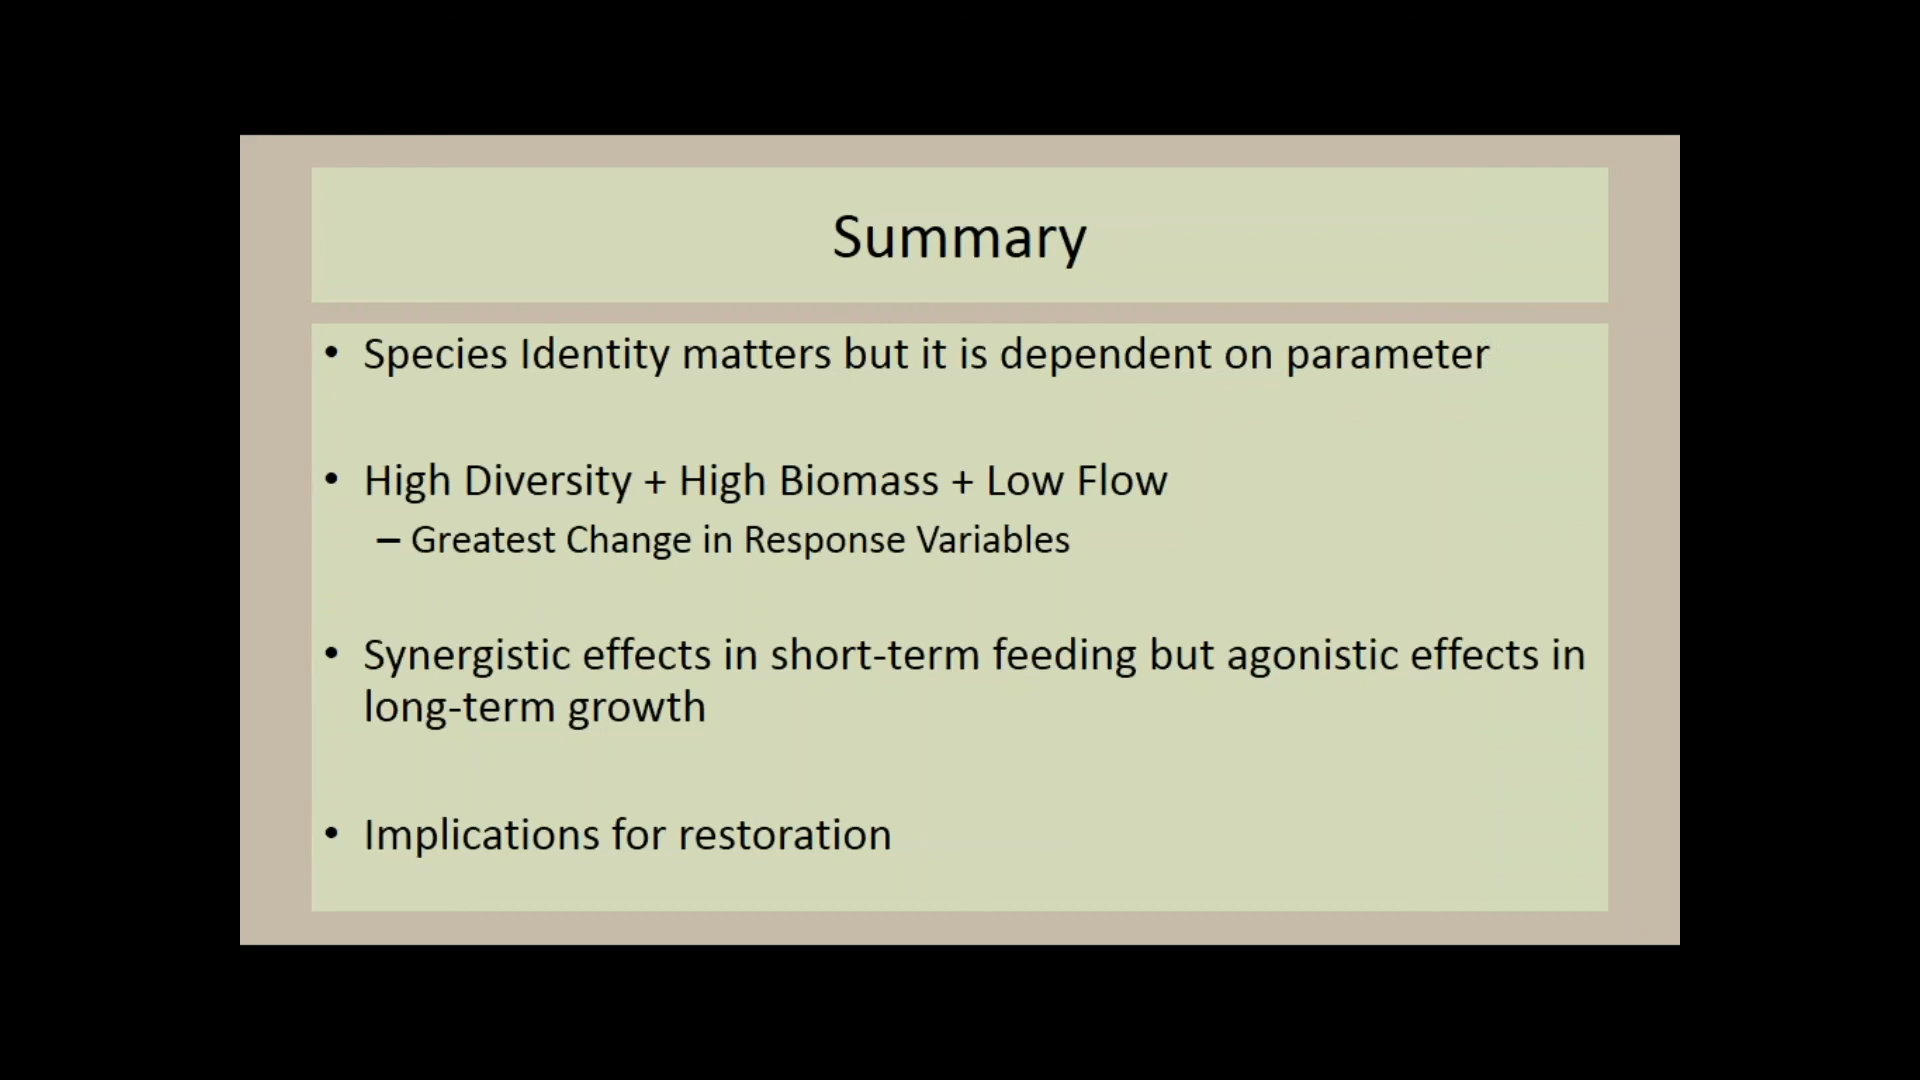 Summary
• Species Identity matters but it is dependent on parameter
• High Diversity + High Biomass + Low Flow
– Greatest Change in Response Variables
• Synergistic effects in short-term feeding but agonistic effects in
long-term growth
• Implications for restoration